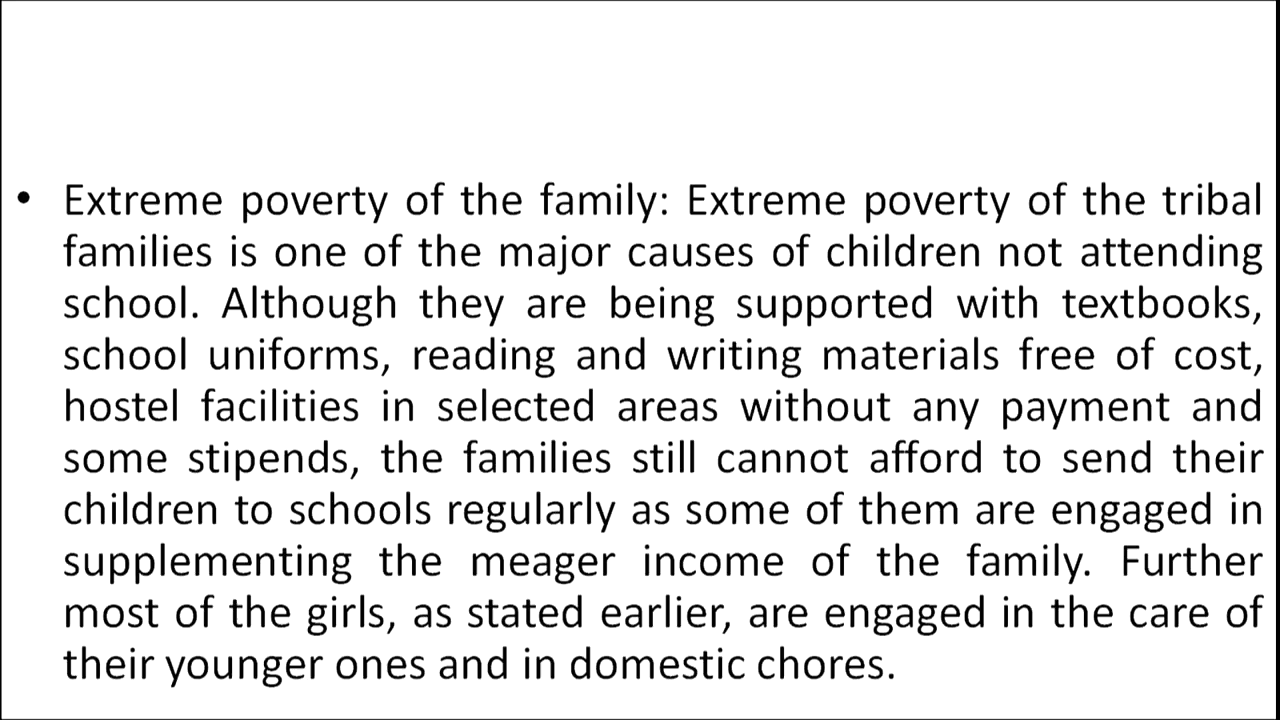 • Extreme poverty of the family: Extreme poverty of the tribal
families is one of the major causes of children not attending
school. Although they are being supported with textbooks,
school uniforms, reading and writing materials free of cost,
hostel facilities in selected areas without any payment and
some stipends, the families still cannot afford to send their
children to schools regularly as some of them are engaged in
supplementing the meager income of the family. Further
most of the girls, as stated earlier, are engaged in the care of
their younger ones and in domestic chores.